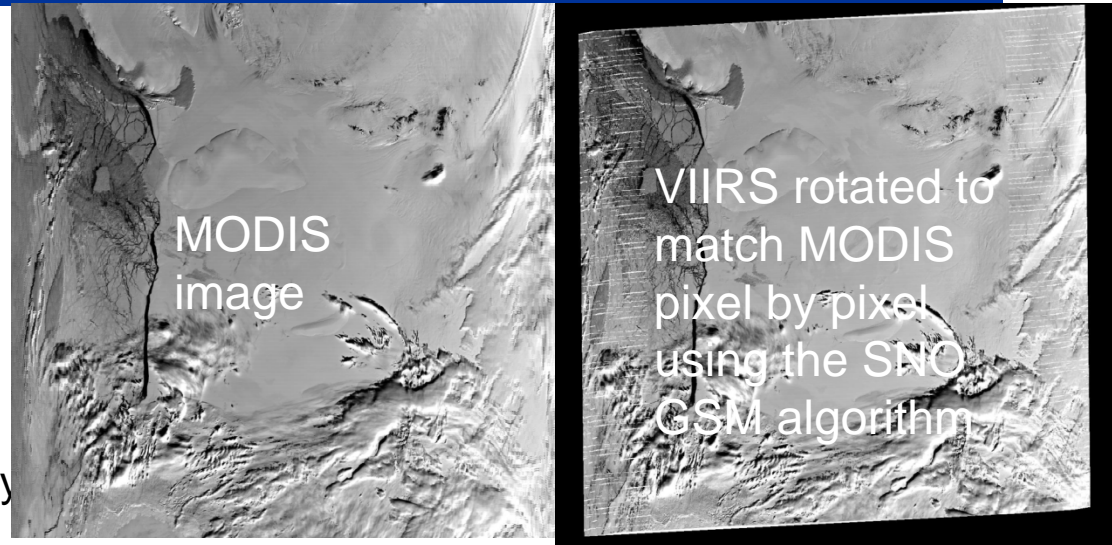 MODIS
image
VIIRS rotated to
match MODIS
pixel by pixel
using the SNO
GSM algorithm
y